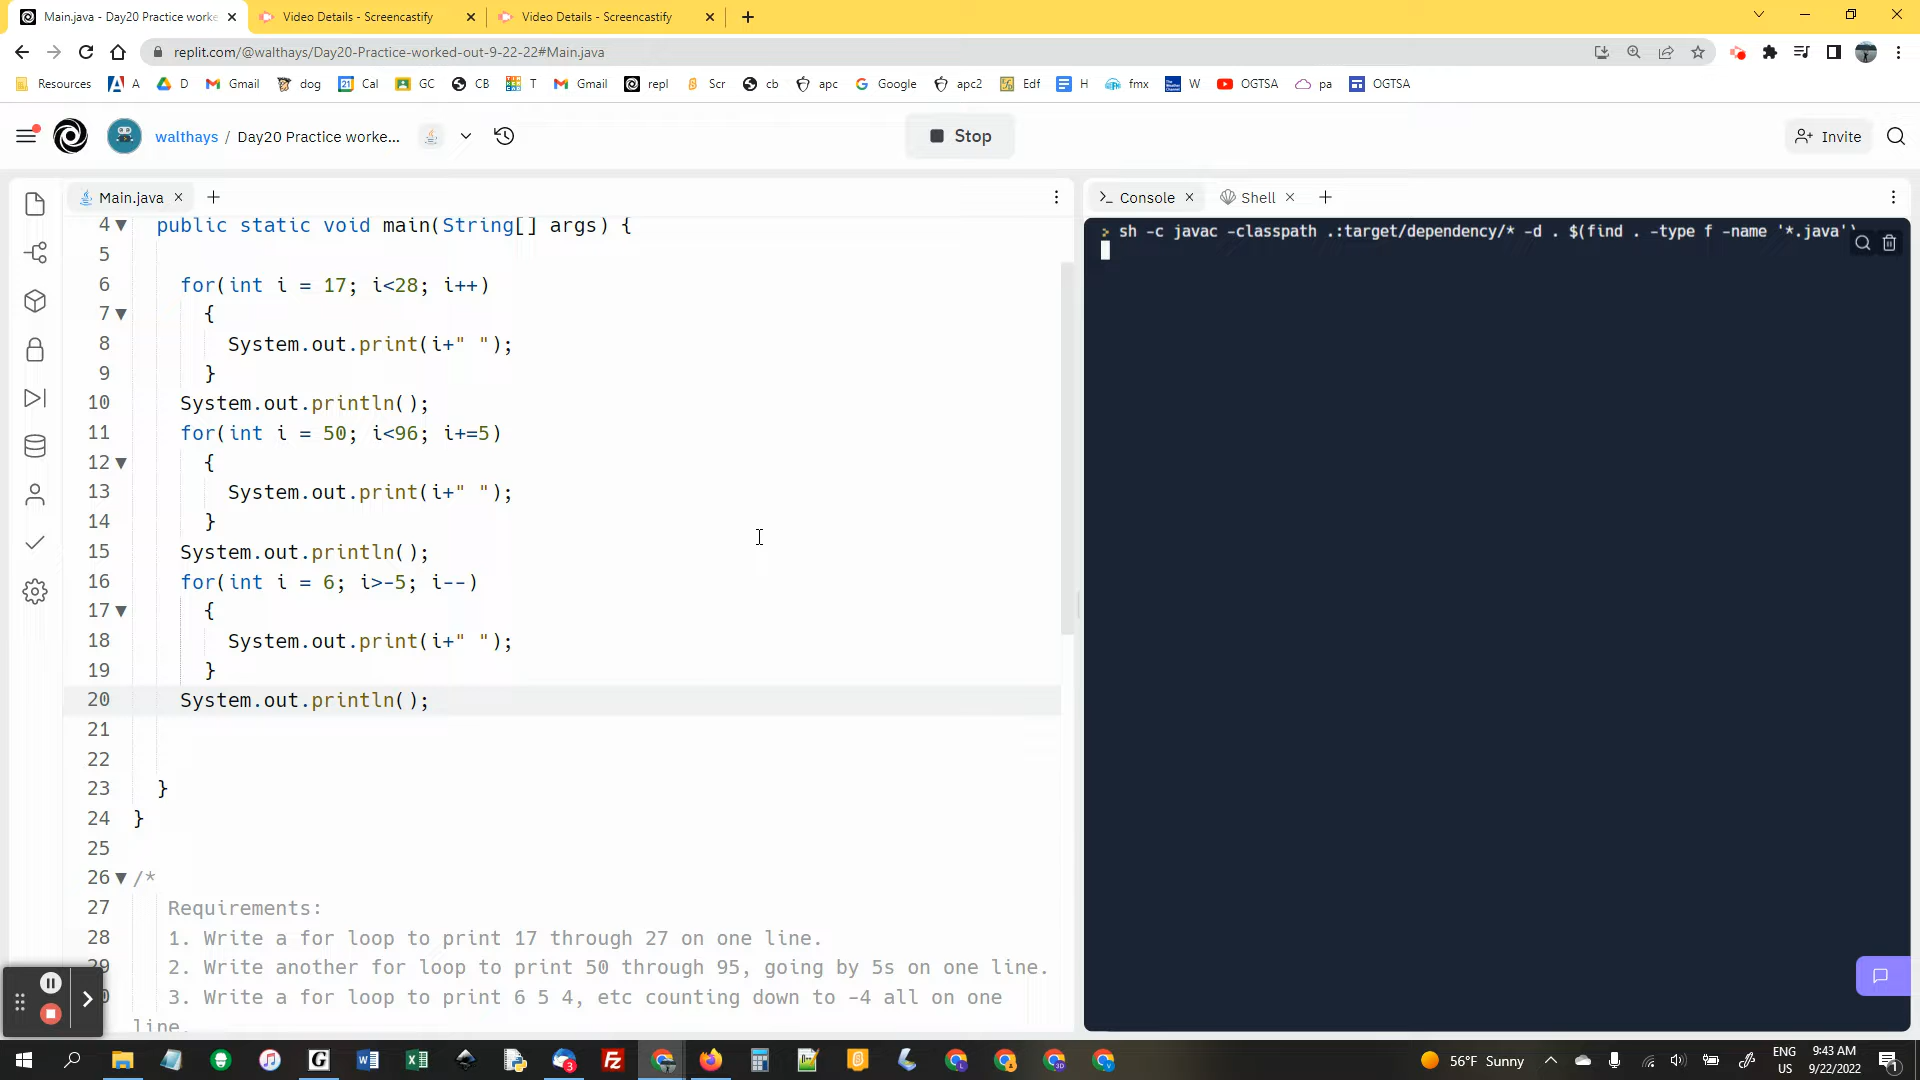 Main.java - Day20 Practice worke
Video Details - Screencastify
Video Details - Screencastify
replit.com/@walthays/Day20-Practice-worked-out-9-22-22#Main.java
Resources
A
D
Gmail
dog
Cal
GC
CB
T
Gmail
repl
Scr
cb
apc
Google
apc2
Edf
H
fmx
W
OGTSA
pa
OGTSA
walthays / Day20 Practice worke...
Stop
Invite
Main.java
Console
Shell
4 public static void main(String[] args) {
5
6 for(int i = 17; i<28; i++)
7 {
8 System.out.print(i+" ");
9 }
10 System.out.println();
11 for(int i = 50; i<96; i+=5)
12 {
13 System.out.print(i+" ");
14 }
15 System.out.println();
16 for(int i = 6; i>-5; i--)
17 {
18 System.out.print(i+" ");
19 }
20 System.out.println();
21
22
23 }
24 }
25
26 /*
27 Requirements:
28 1. Write a for loop to print 17 through 27 on one line.
29 2. Write another for loop to print 50 through 95, going by 5s on one line.
3. Write a for loop to print 6 5 4, etc counting down to -4 all on one
line.
sh -c javac -classpath .:target/dependency/* -d . $(find . -type f -name '*.java')
56°F Sunny
ENG
US
9:43 AM
9/22/2022